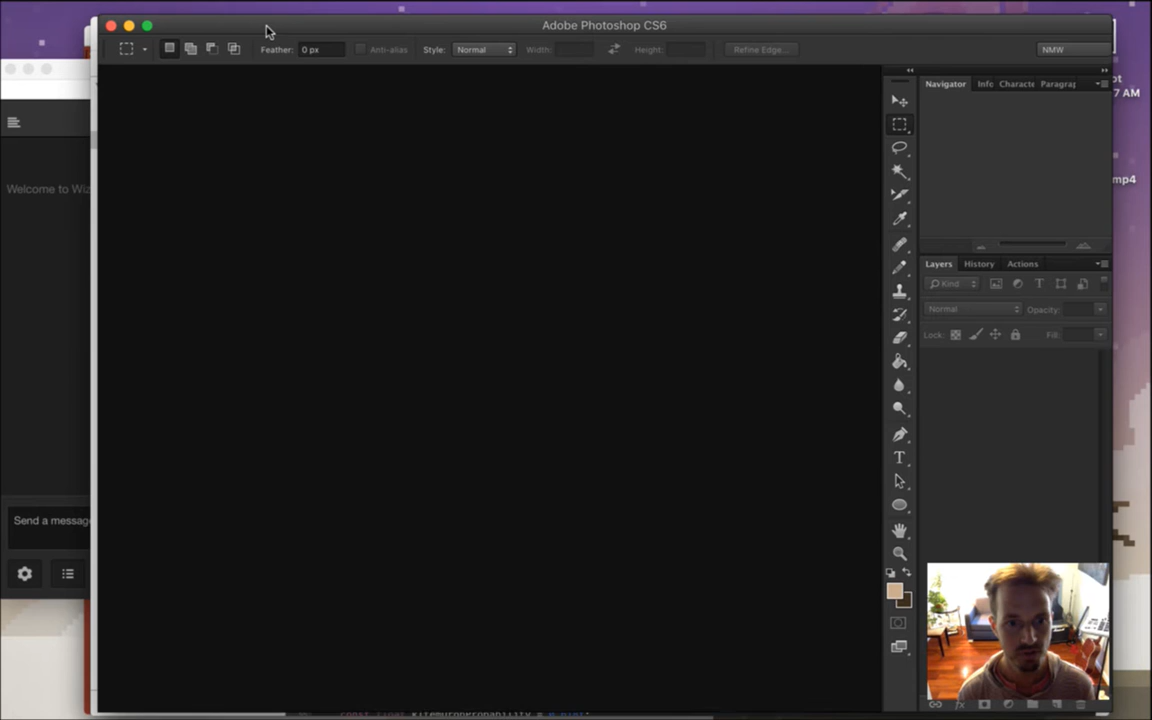 Adobe Photoshop CS6
Feather: 0 px
Anti-alias
Style: Normal
Width:
Height:
Refine Edge...
NMW
Navigator
Info
Characte
Paragrap
7 AM
mp4
Welcome to Wiz
Layers
History
Actions
Kind
Normal
Opacity:
Lock:
Fill:
Send a message